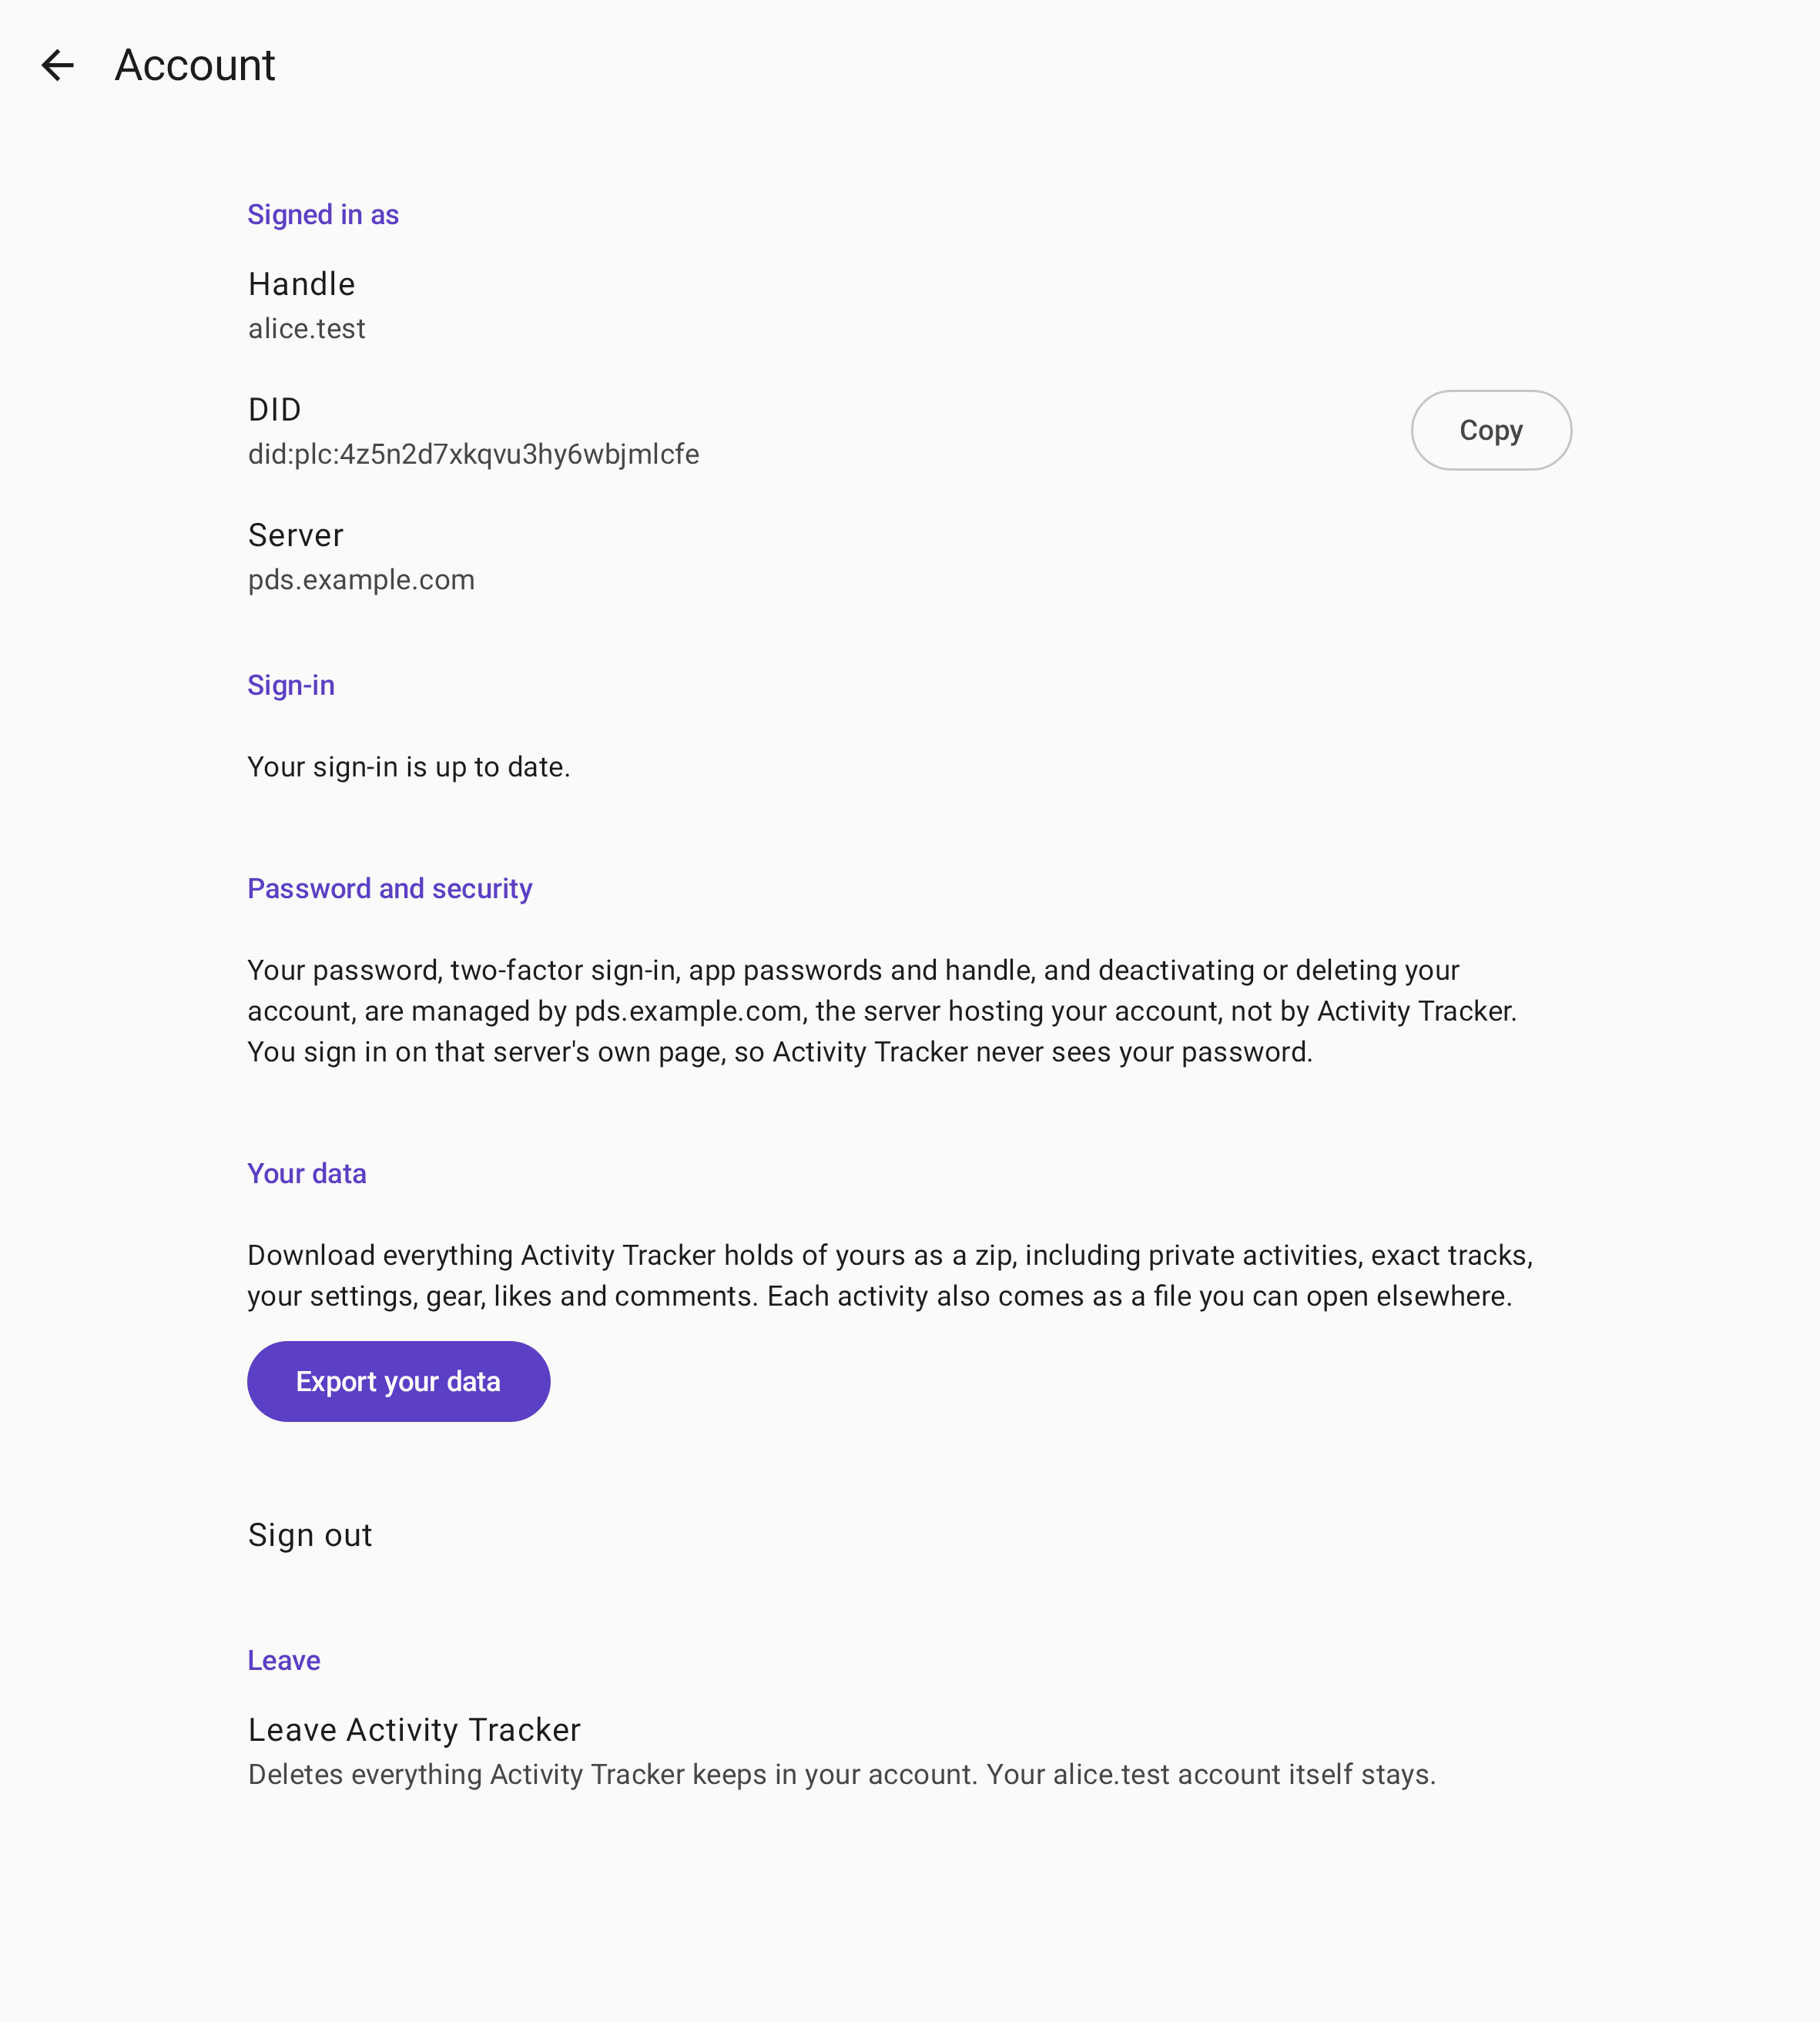 Account
Signed in as
Handle
alice.test
DID
did:plc:4z5n2d7xkqvu3hy6wbjmlcfe
Copy
Server
pds.example.com
Sign-in
Your sign-in is up to date.
Password and security
Your password, two-factor sign-in, app passwords and handle, and deactivating or deleting your
account, are managed by pds.example.com, the server hosting your account, not by Activity Tracker.
You sign in on that server's own page, so Activity Tracker never sees your password.
Your data
Download everything Activity Tracker holds of yours as a zip, including private activities, exact tracks,
your settings, gear, likes and comments. Each activity also comes as a file you can open elsewhere.
Export your data
Sign out
Leave
Leave Activity Tracker
Deletes everything Activity Tracker keeps in your account. Your alice.test account itself stays.